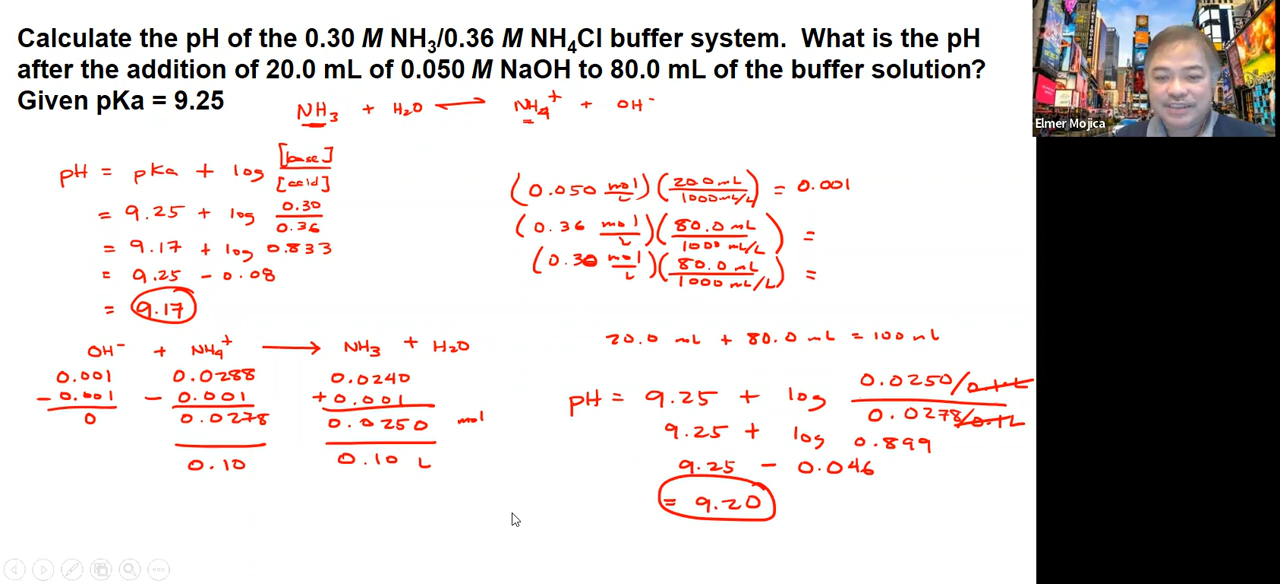 Calculate the pH of the 0.30 M NH₃/0.36 M NH₄Cl buffer system. What is the pH
after the addition of 20.0 mL of 0.050 M NaOH to 80.0 mL of the buffer solution?
Given pKa = 9.25
NH₃ + H₂O ⇌ NH₄⁺ + OH⁻
Elmer Mojica
pH = pKa + log [base]/[acid]
= 9.25 + log 0.30/0.36
= 9.17 + log 0.833
= 9.25 - 0.08
= 9.17
(0.050 mol/L)(20.0 mL/1000 mL/L) = 0.001
(0.36 mol/L)(80.0 mL/1000 mL/L) =
(0.30 mol/L)(80.0 mL/1000 mL/L) =
OH⁻ + NH₄⁺ ⟶ NH₃ + H₂O
0.001 0.0288 0.0240
- 0.001 - 0.001 + 0.001
0 0.0278 0.0250 mol
0.10 0.10 L
20.0 mL + 80.0 mL = 100 mL
pH = 9.25 + log 0.0250/0.1L / 0.0278/0.1L
9.25 + log 0.899
9.25 - 0.046
= 9.20